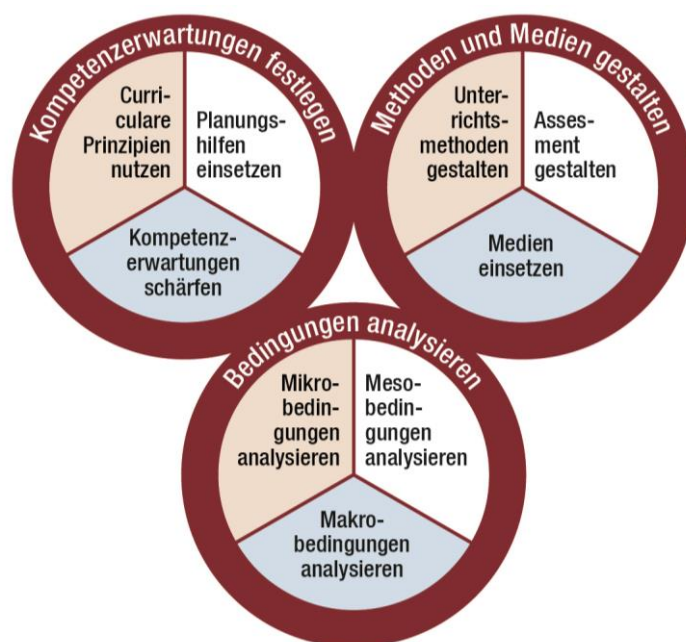 Kompetenzerwartungen festlegen
Curri-
culare
Prinzipien
nutzen
Planungs-
hilfen
einsetzen
Kompetenz-
erwartungen
schärfen
Methoden und Medien gestalten
Unter-
richts-
methoden
gestalten
Asses-
ment
gestalten
Medien
einsetzen
Bedingungen analysieren
Mikro-
bedin-
gungen
analysieren
Meso-
bedin-
gungen
analysieren
Makro-
bedingungen
analysieren